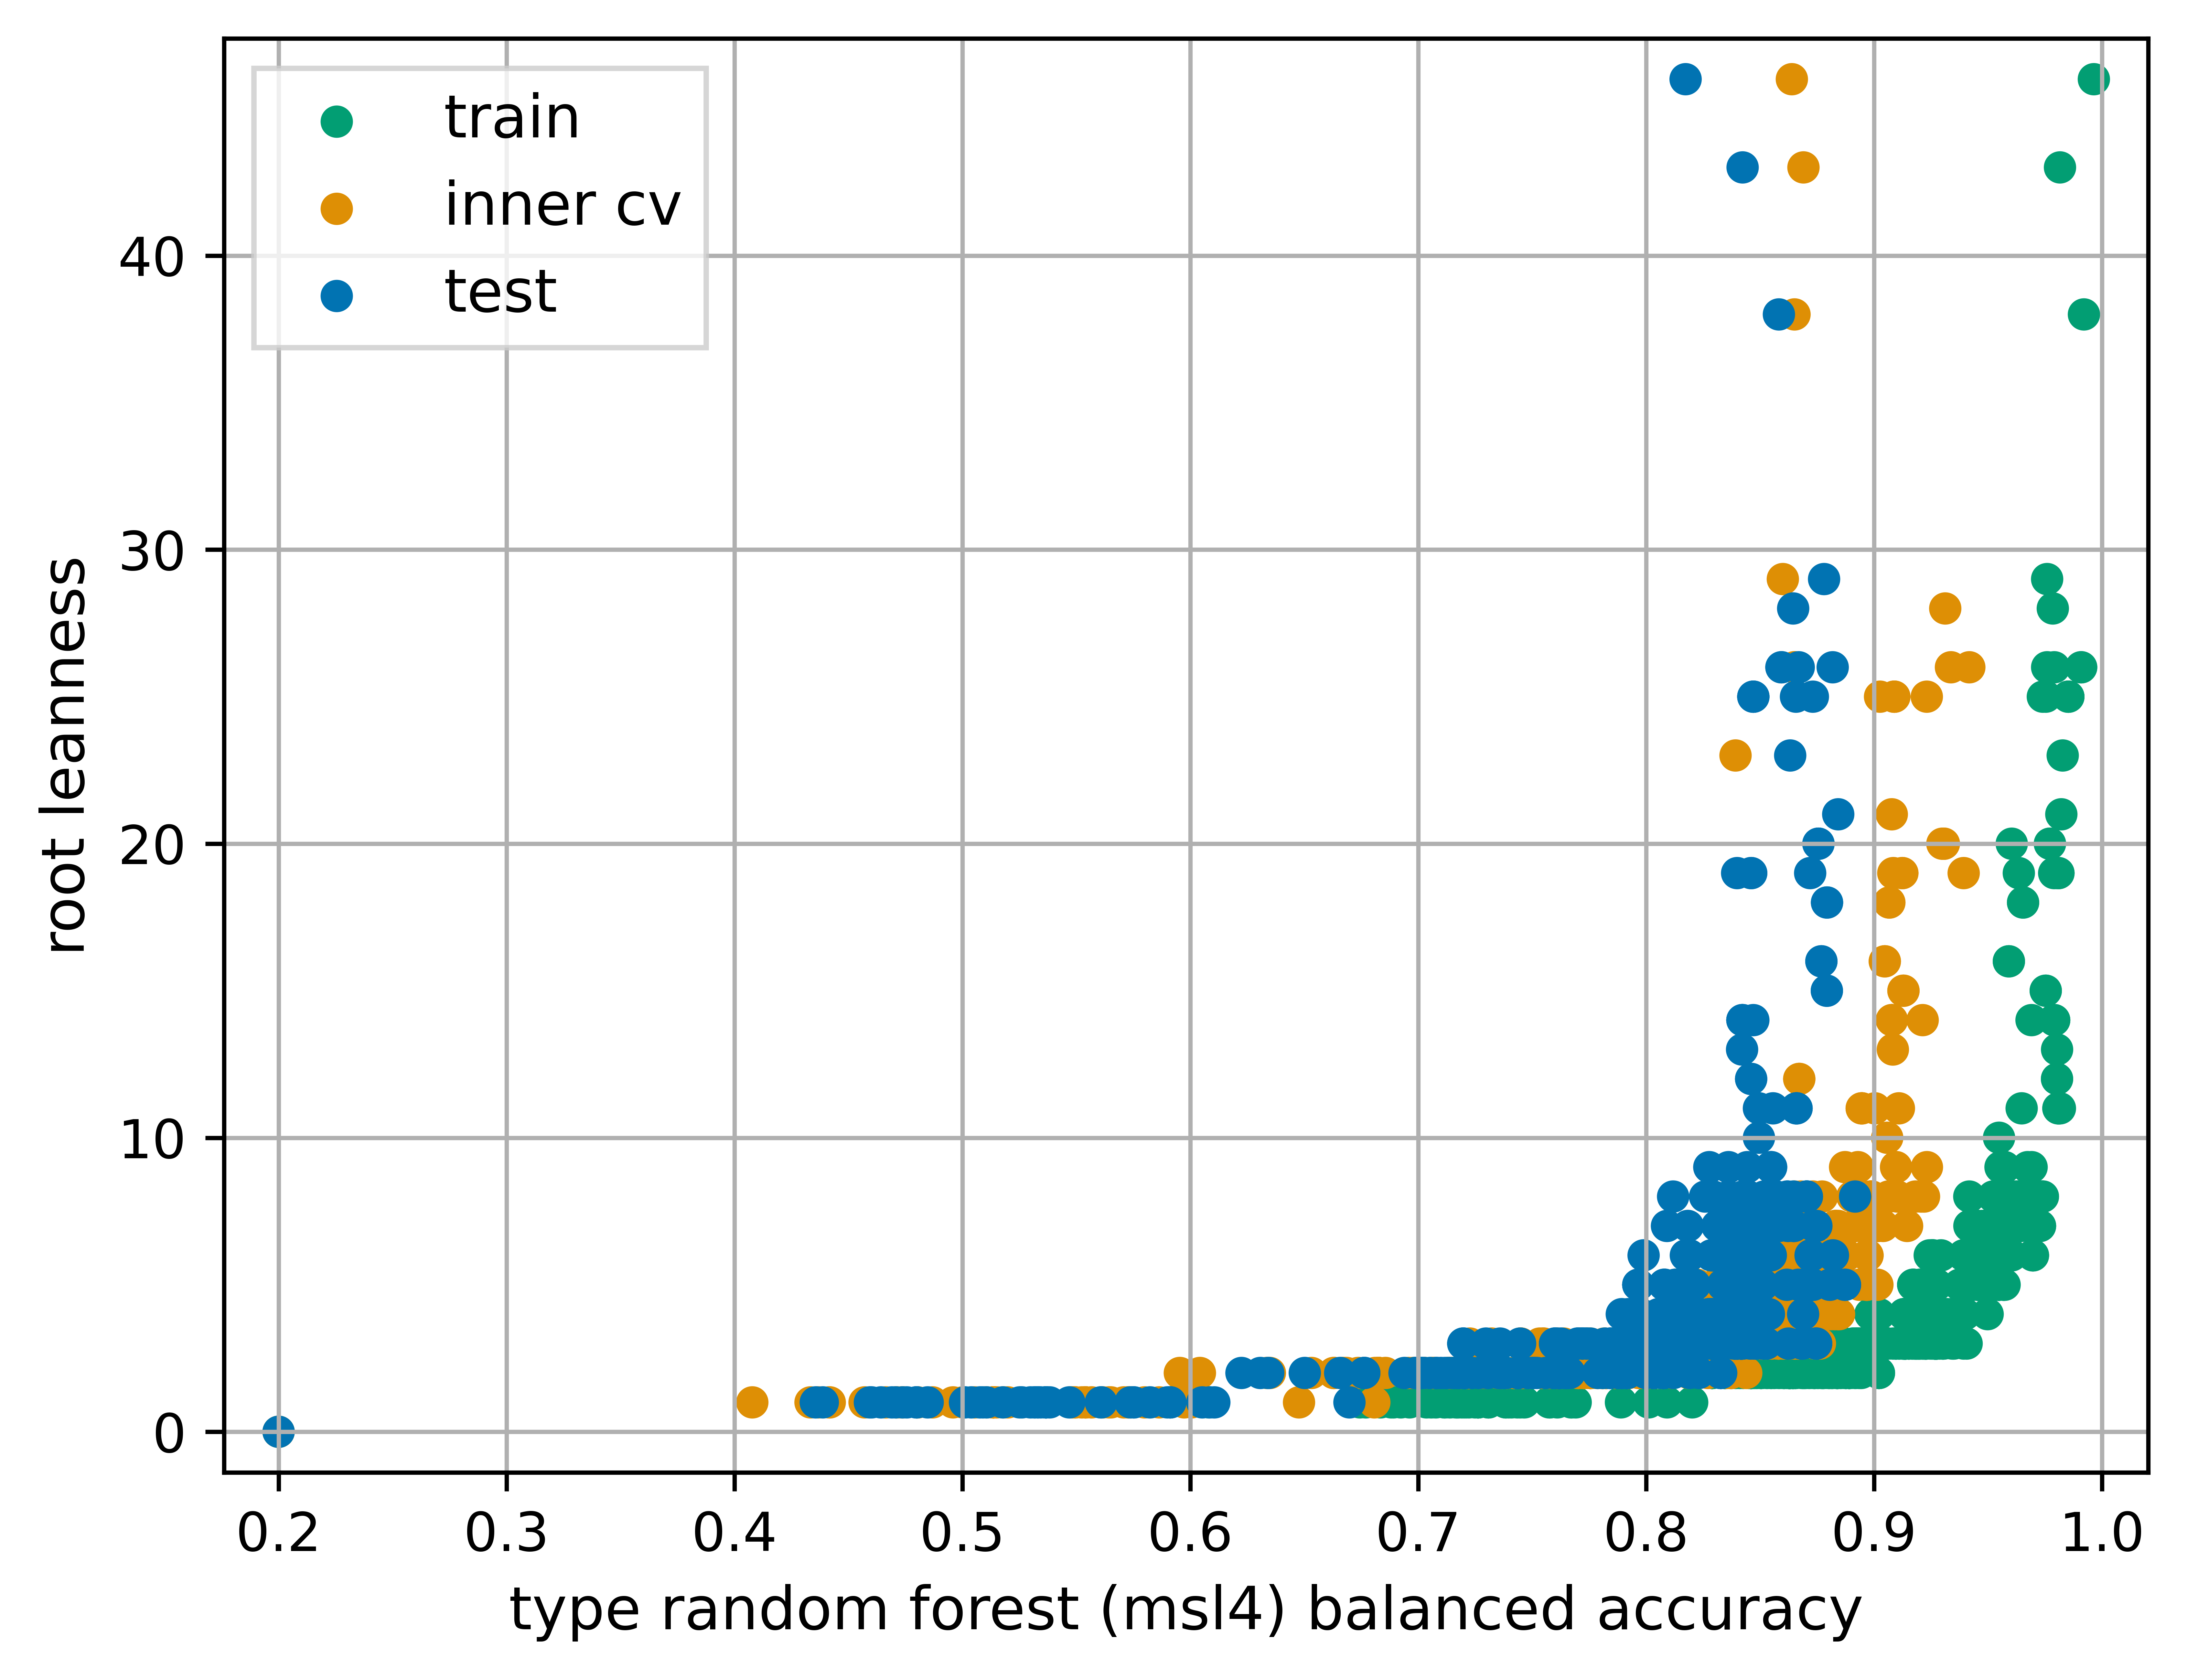 train
inner cv
test
40
30
20
10
0
root leanness
0.2 0.3 0.4 0.5 0.6 0.7 0.8 0.9 1.0
type random forest (msl4) balanced accuracy